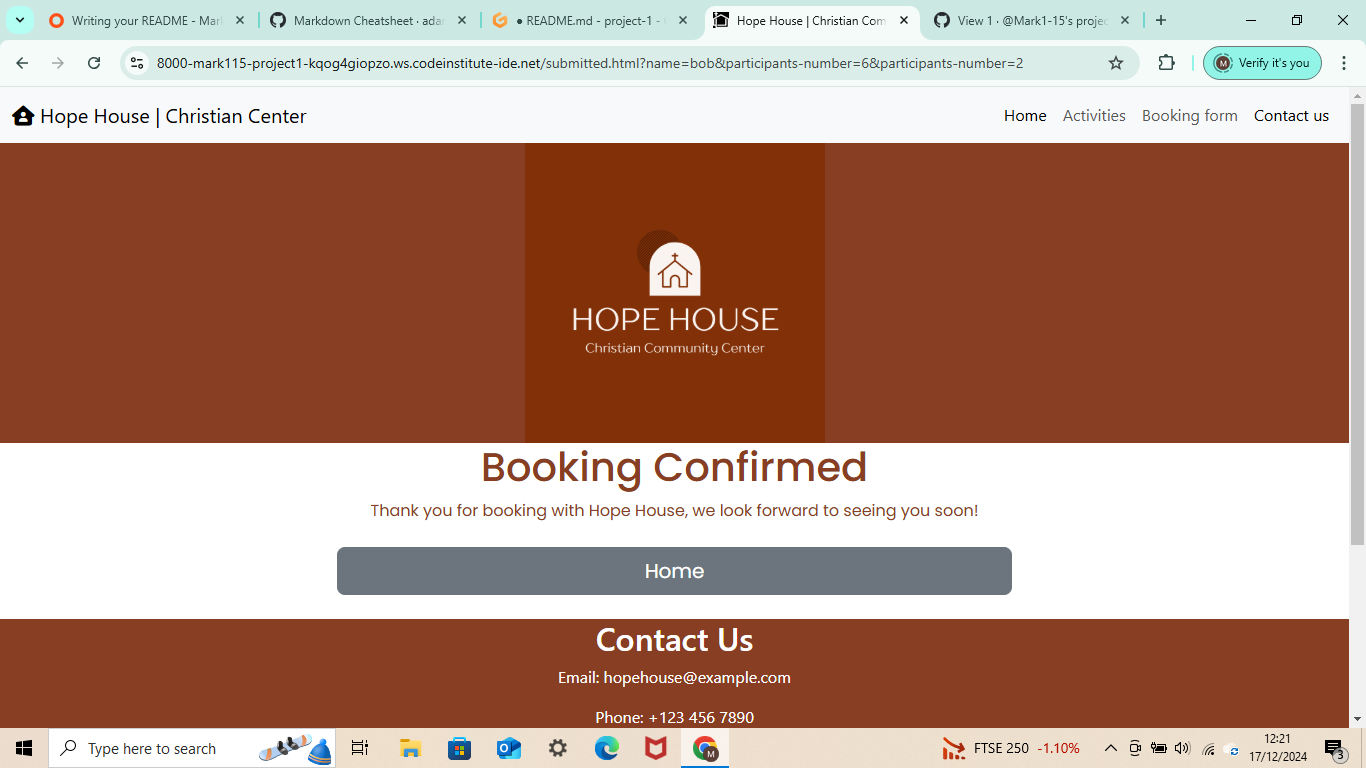 Writing your README - Mar
Markdown Cheatsheet · adar
● README.md - project-1 -
Hope House | Christian Com
View 1 · @Mark1-15's projec
8000-mark115-project1-kqog4giopzo.ws.codeinstitute-ide.net/submitted.html?name=bob&participants-number=6&participants-number=2
M
Verify it's you
Hope House | Christian Center
Home
Activities
Booking form
Contact us
HOPE HOUSE
Christian Community Center
Booking Confirmed
Thank you for booking with Hope House, we look forward to seeing you soon!
Home
Contact Us
Email: hopehouse@example.com
Phone: +123 456 7890
Type here to search
M
FTSE 250 -1.10%
12:21
17/12/2024
3